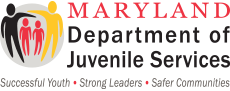 MARYLAND
Department of
Juvenile Services
Successful Youth • Strong Leaders • Safer Communities